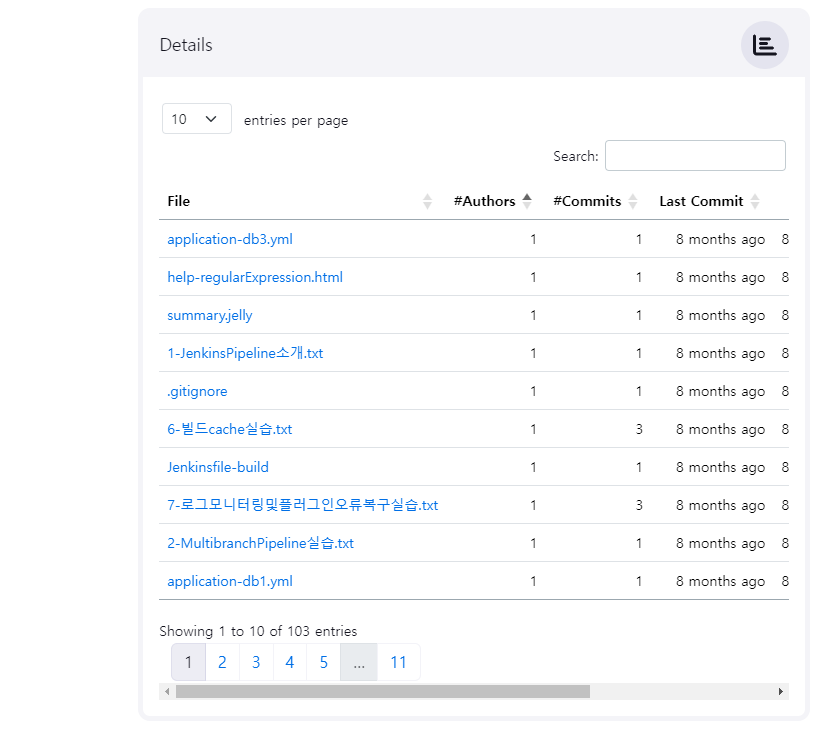 Details
10 entries per page
Search:
File #Authors #Commits Last Commit
application-db3.yml 1 1 8 months ago 8
help-regularExpression.html 1 1 8 months ago 8
summary.jelly 1 1 8 months ago 8
1-JenkinsPipeline소개.txt 1 1 8 months ago 8
.gitignore 1 1 8 months ago 8
6-빌드cache실습.txt 1 3 8 months ago 8
Jenkinsfile-build 1 1 8 months ago 8
7-로그모니터링및플러그인오류복구실습.txt 1 3 8 months ago 8
2-MultibranchPipeline실습.txt 1 1 8 months ago 8
application-db1.yml 1 1 8 months ago 8
Showing 1 to 10 of 103 entries
1 2 3 4 5 ... 11